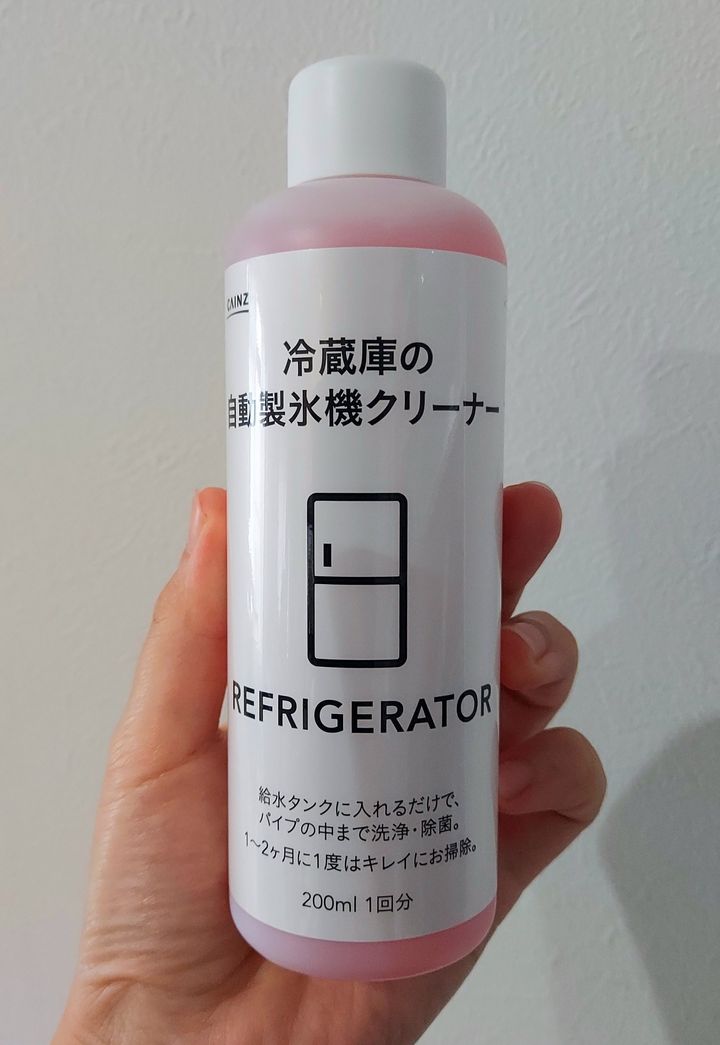 CAINZ
冷蔵庫の
自動製氷機クリーナー
REFRIGERATOR
給水タンクに入れるだけで、
パイプの中まで洗浄・除菌。
1〜2ヶ月に1度はキレイにお掃除。
200ml 1回分